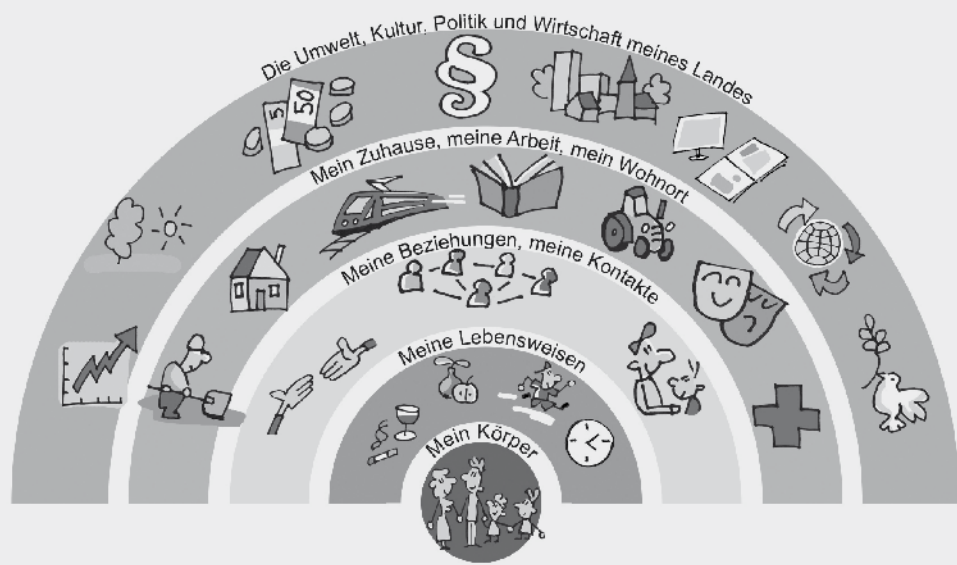 Die Umwelt, Kultur, Politik und Wirtschaft meines Landes
§
5
50
Mein Zuhause, meine Arbeit, mein Wohnort
Meine Beziehungen, meine Kontakte
Meine Lebensweisen
Mein Körper